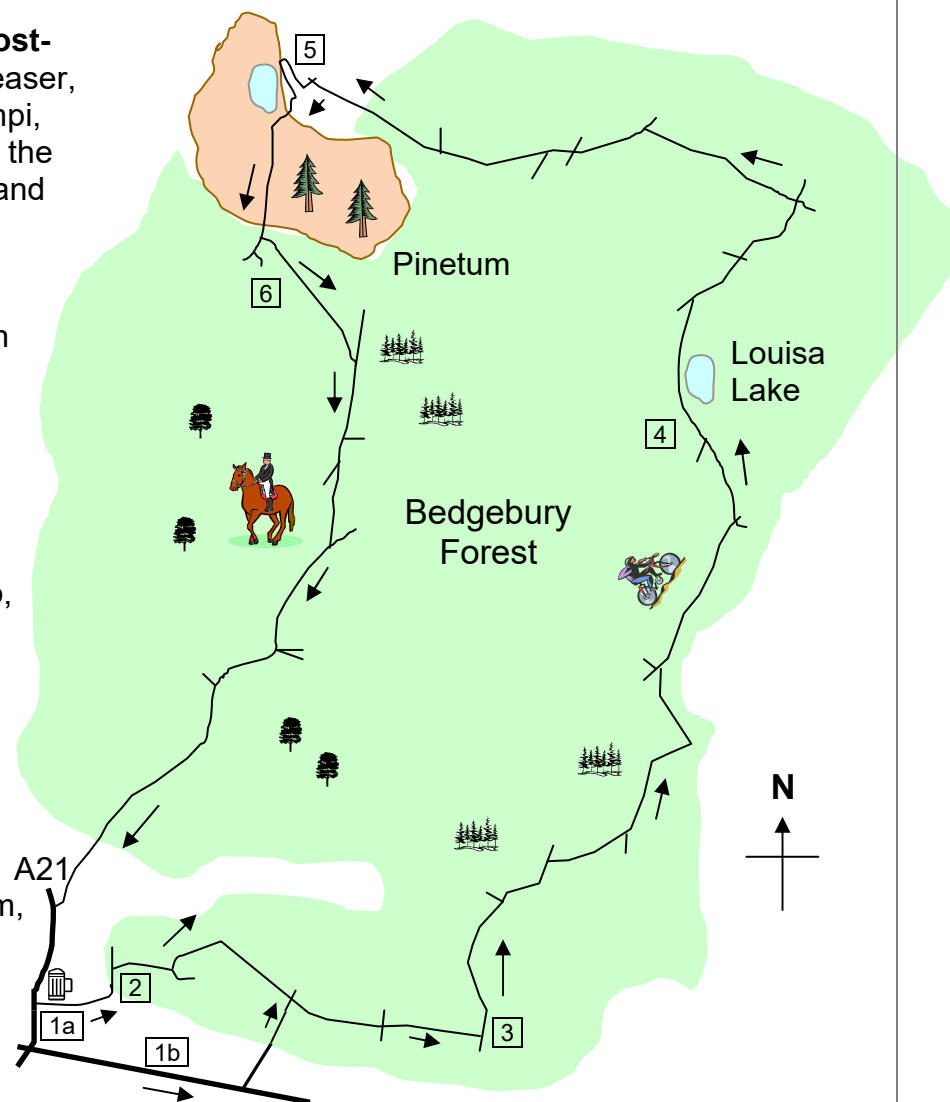 ost-
easer,
npi,
the
and
n
o,
m,
5
Pinetum
6
Louisa
Lake
4
Bedgebury
Forest
N
A21
2
1a
3
1b